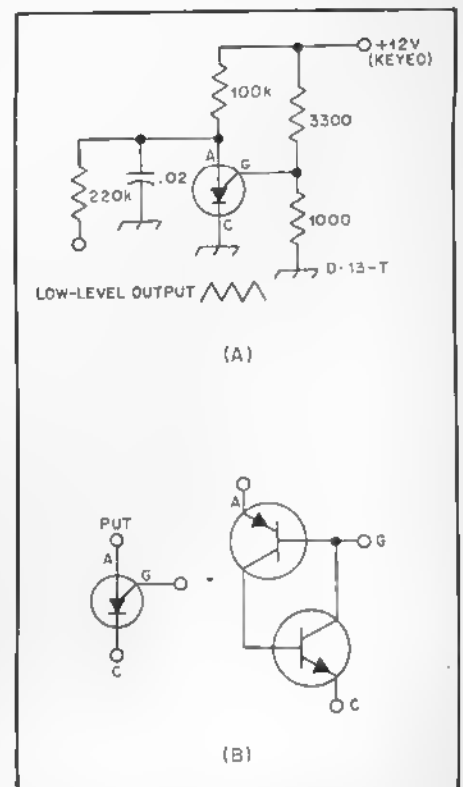 +12V
(KEYED)
100k
3300
A
G
.02
220k
C
1000
D-13-T
LOW-LEVEL OUTPUT
(A)
PUT
A
G
C
A
G
C
(B)